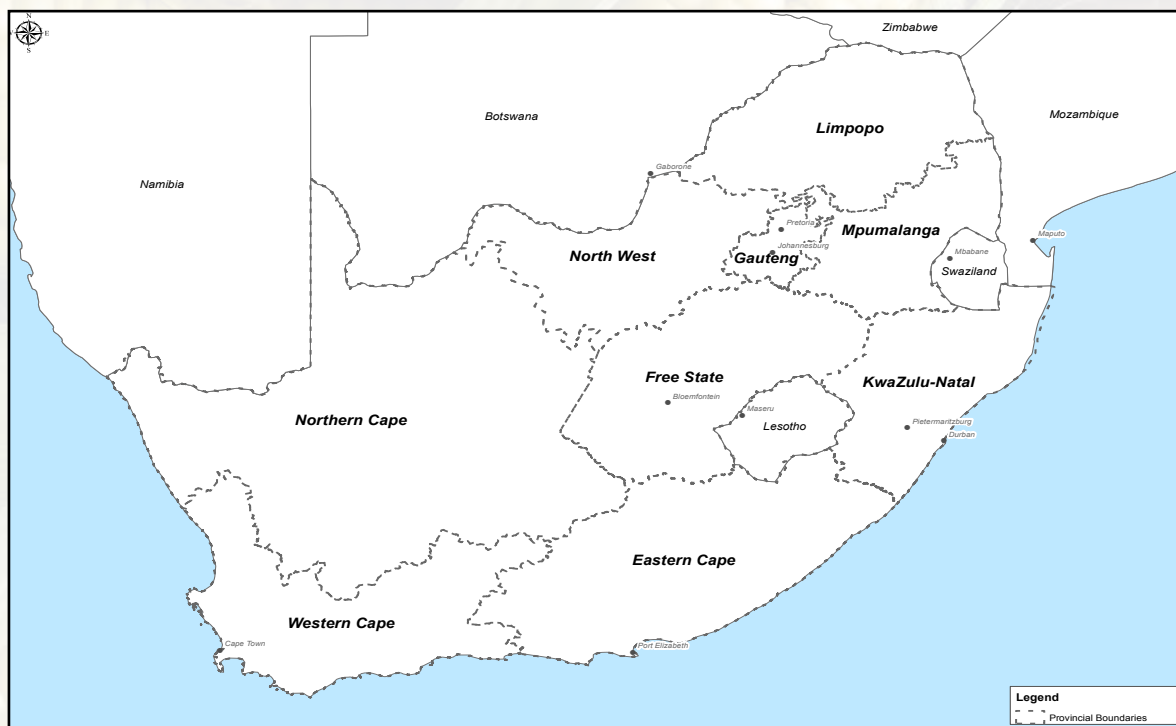 N
E
S
Zimbabwe
Mozambique
Botswana
Limpopo
Gaborone
Namibia
Pretoria
Mpumalanga
Maputo
Johannesburg
North West
Gauteng
Mbabane
Swaziland
Free State
KwaZulu-Natal
Bloemfontein
Maseru
Northern Cape
Lesotho
Pietermaritzburg
Durban
Eastern Cape
Western Cape
Cape Town
Port Elizabeth
Legend
Provincial Boundaries